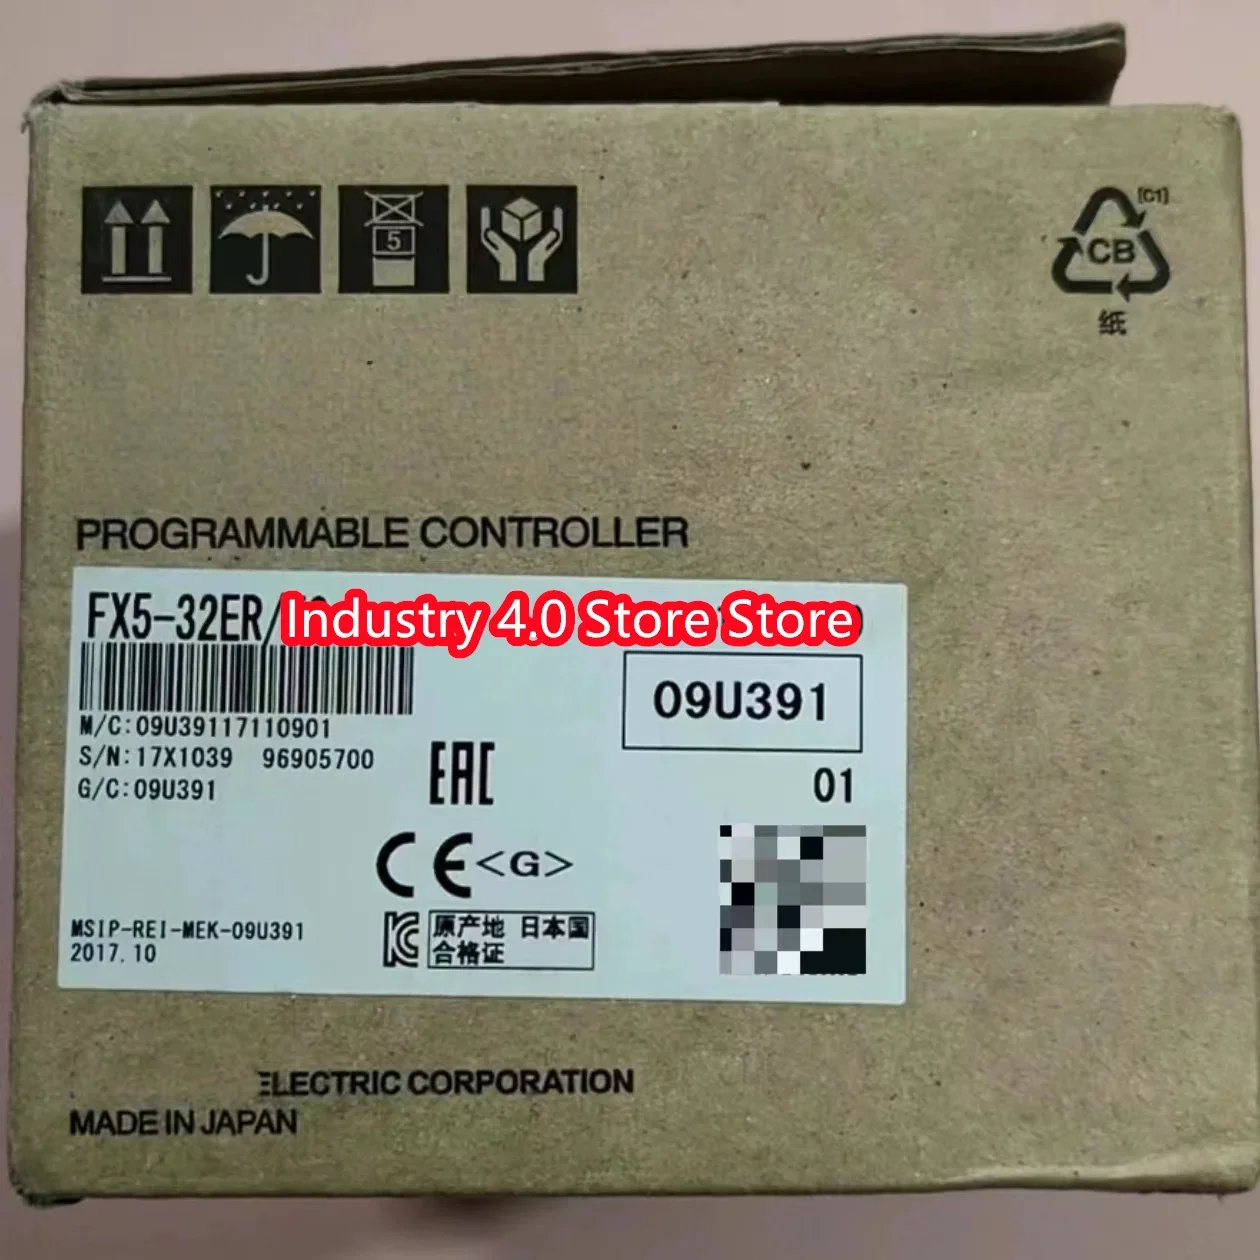 [C1]
5
CB
纸
PROGRAMMABLE CONTROLLER
FX5-32ER/
Industry 4.0 Store Store
09U391
M/C:09U39117110901
S/N:17X1039 96905700
G/C:09U391
EAC
01
CE<G>
MSIP-REI-MEK-09U391
2017.10
原产地 日本国
合格证
ELECTRIC CORPORATION
MADE IN JAPAN